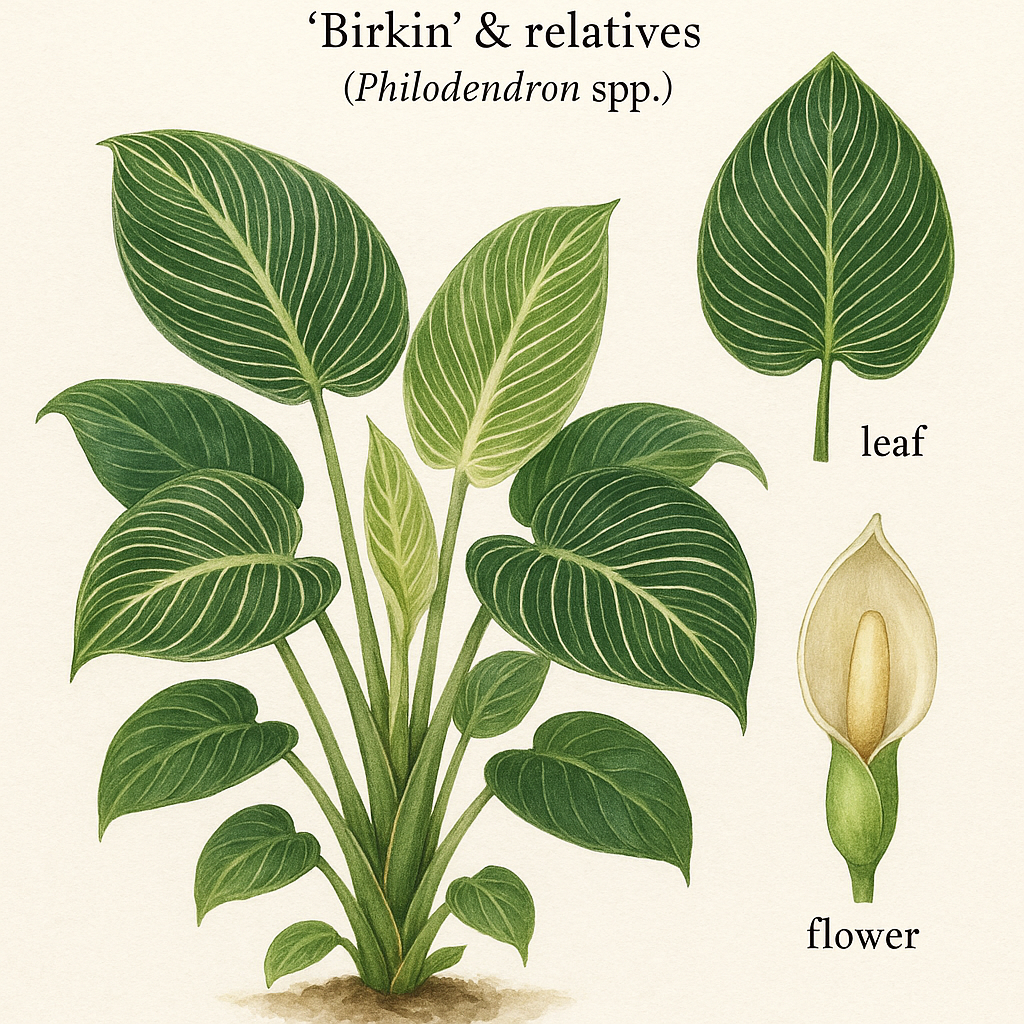 ‘Birkin’ & relatives
(Philodendron spp.)
leaf
flower